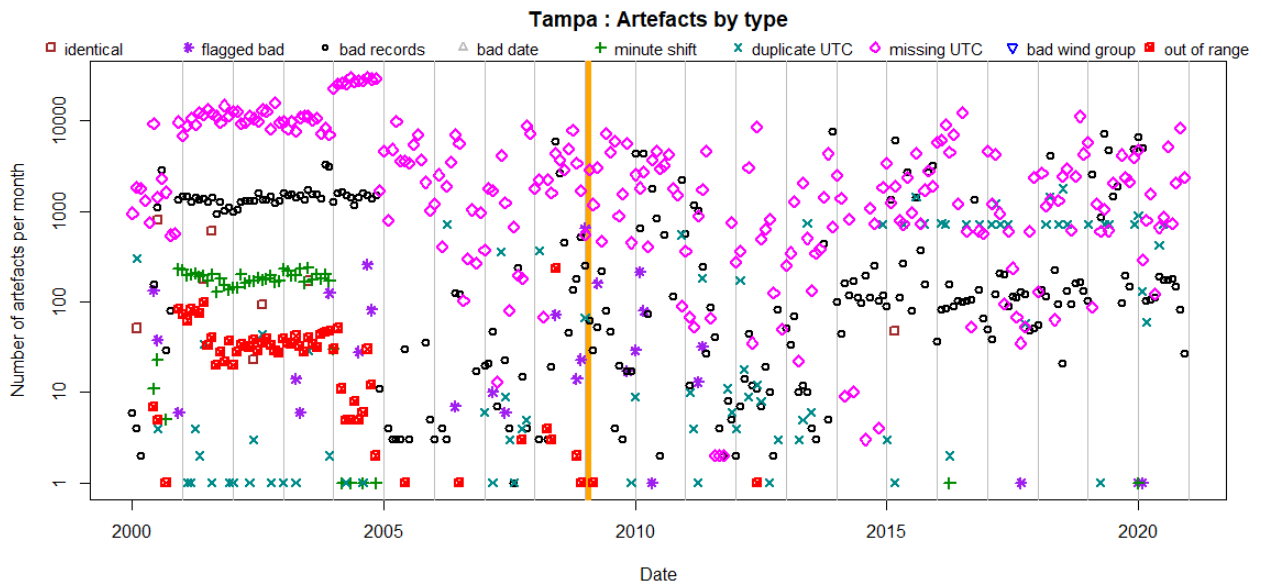 Tampa : Artefacts by type
identical flagged bad bad records bad date minute shift duplicate UTC missing UTC bad wind group out of range
Number of artefacts per month
10000
1000
100
10
1
2000 2005 2010 2015 2020
Date